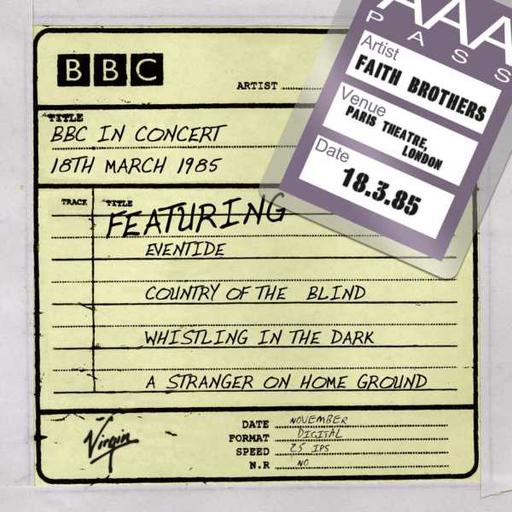 AAA
PASS
Artist
FAITH BROTHERS
Venue
PARIS THEATRE,
LONDON
Date
18.3.85
BBC
ARTIST
TITLE
BBC IN CONCERT
18TH MARCH 1985
TRACK TITLE
FEATURING
EVENTIDE
COUNTRY OF THE BLIND
WHISTLING IN THE DARK
A STRANGER ON HOME GROUND
Virgin
DATE NOVEMBER
FORMAT DIGITAL
SPEED 25 IPS
N.R NO